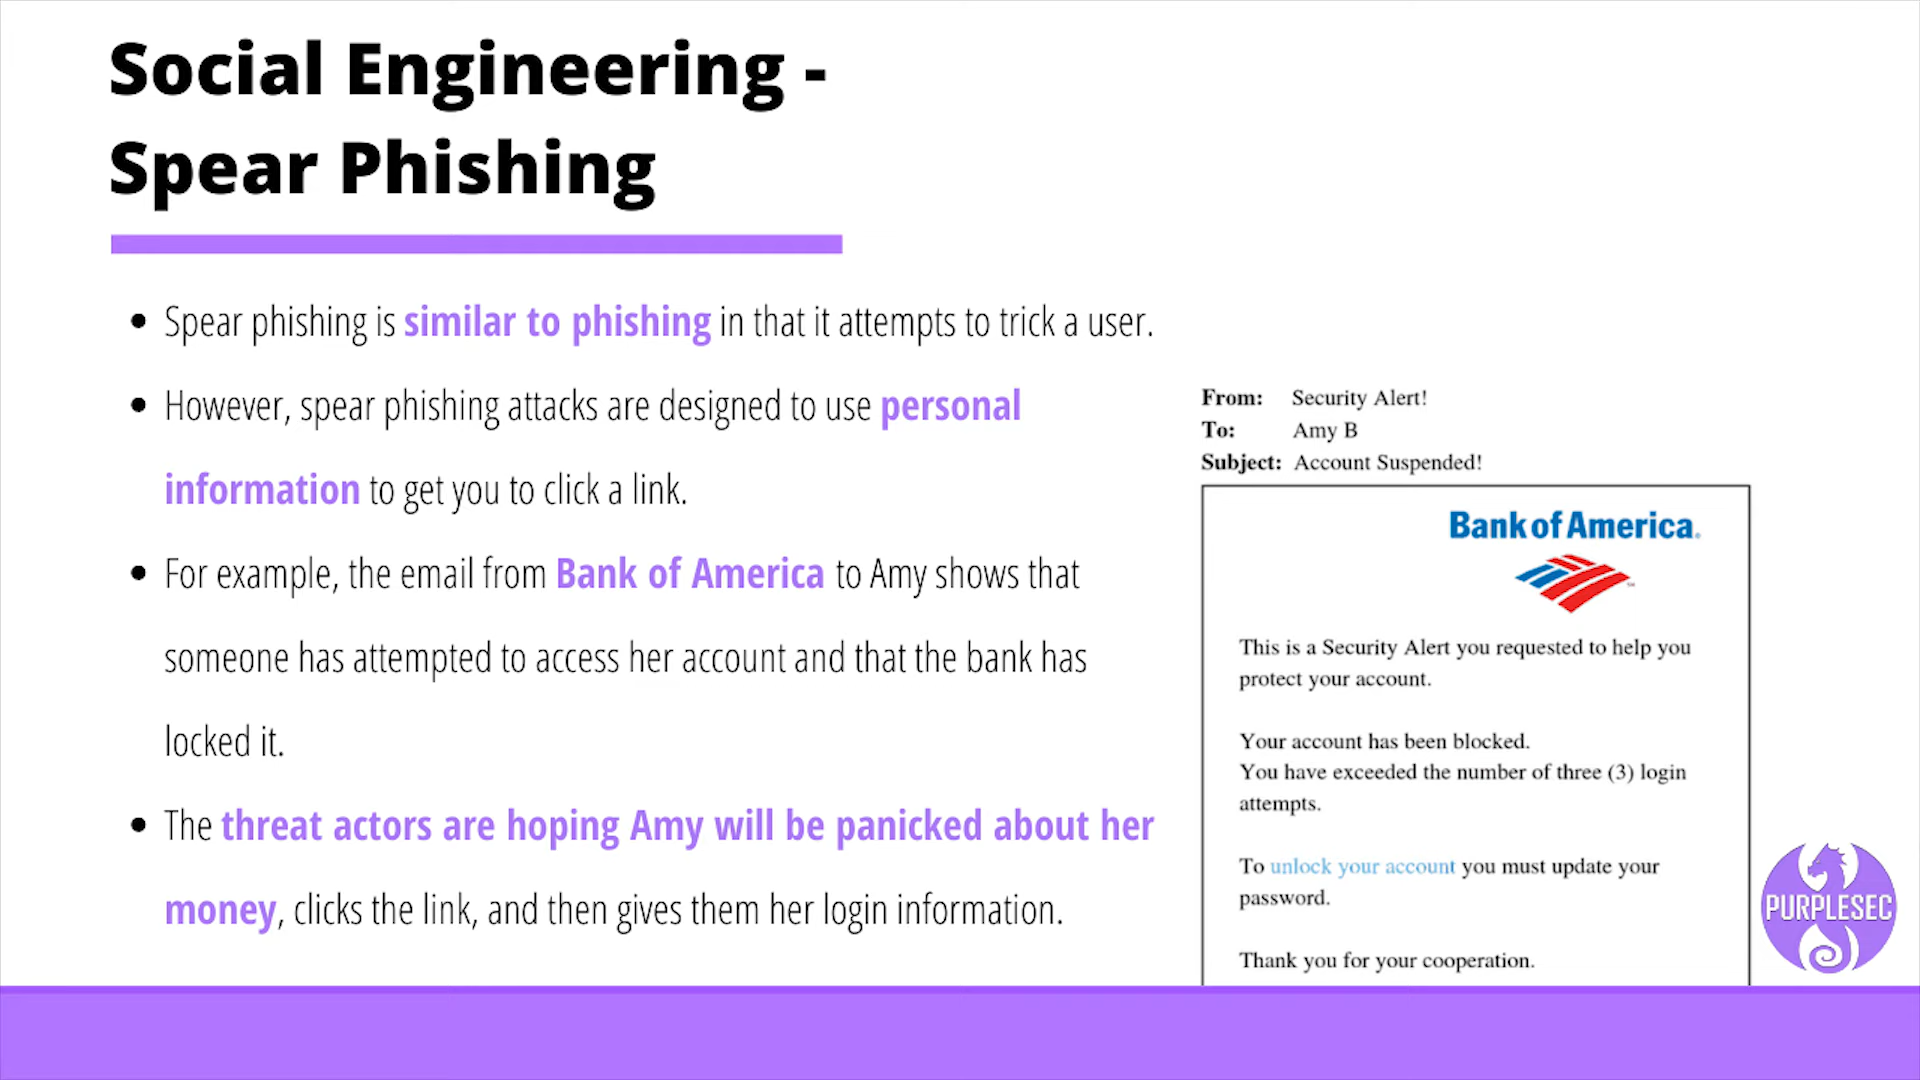 Social Engineering -
Spear Phishing
• Spear phishing is similar to phishing in that it attempts to trick a user.
• However, spear phishing attacks are designed to use personal
information to get you to click a link.
• For example, the email from Bank of America to Amy shows that
someone has attempted to access her account and that the bank has
locked it.
• The threat actors are hoping Amy will be panicked about her
money, clicks the link, and then gives them her login information.
From: Security Alert!
To: Amy B
Subject: Account Suspended!
Bank of America.
This is a Security Alert you requested to help you
protect your account.
Your account has been blocked.
You have exceeded the number of three (3) login
attempts.
To unlock your account you must update your
password.
Thank you for your cooperation.
PURPLESEC